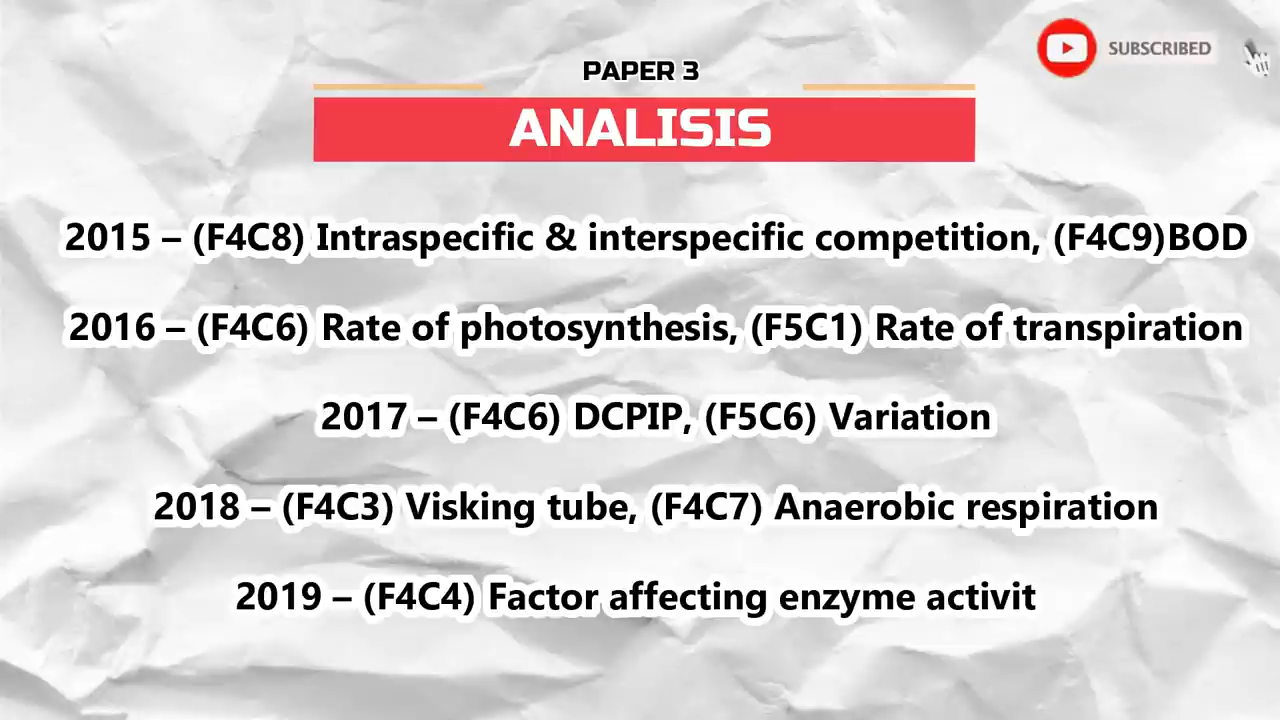 PAPER 3
SUBSCRIBED
ANALISIS
2015 – (F4C8) Intraspecific & interspecific competition, (F4C9)BOD
2016 – (F4C6) Rate of photosynthesis, (F5C1) Rate of transpiration
2017 – (F4C6) DCPIP, (F5C6) Variation
2018 – (F4C3) Visking tube, (F4C7) Anaerobic respiration
2019 – (F4C4) Factor affecting enzyme activit